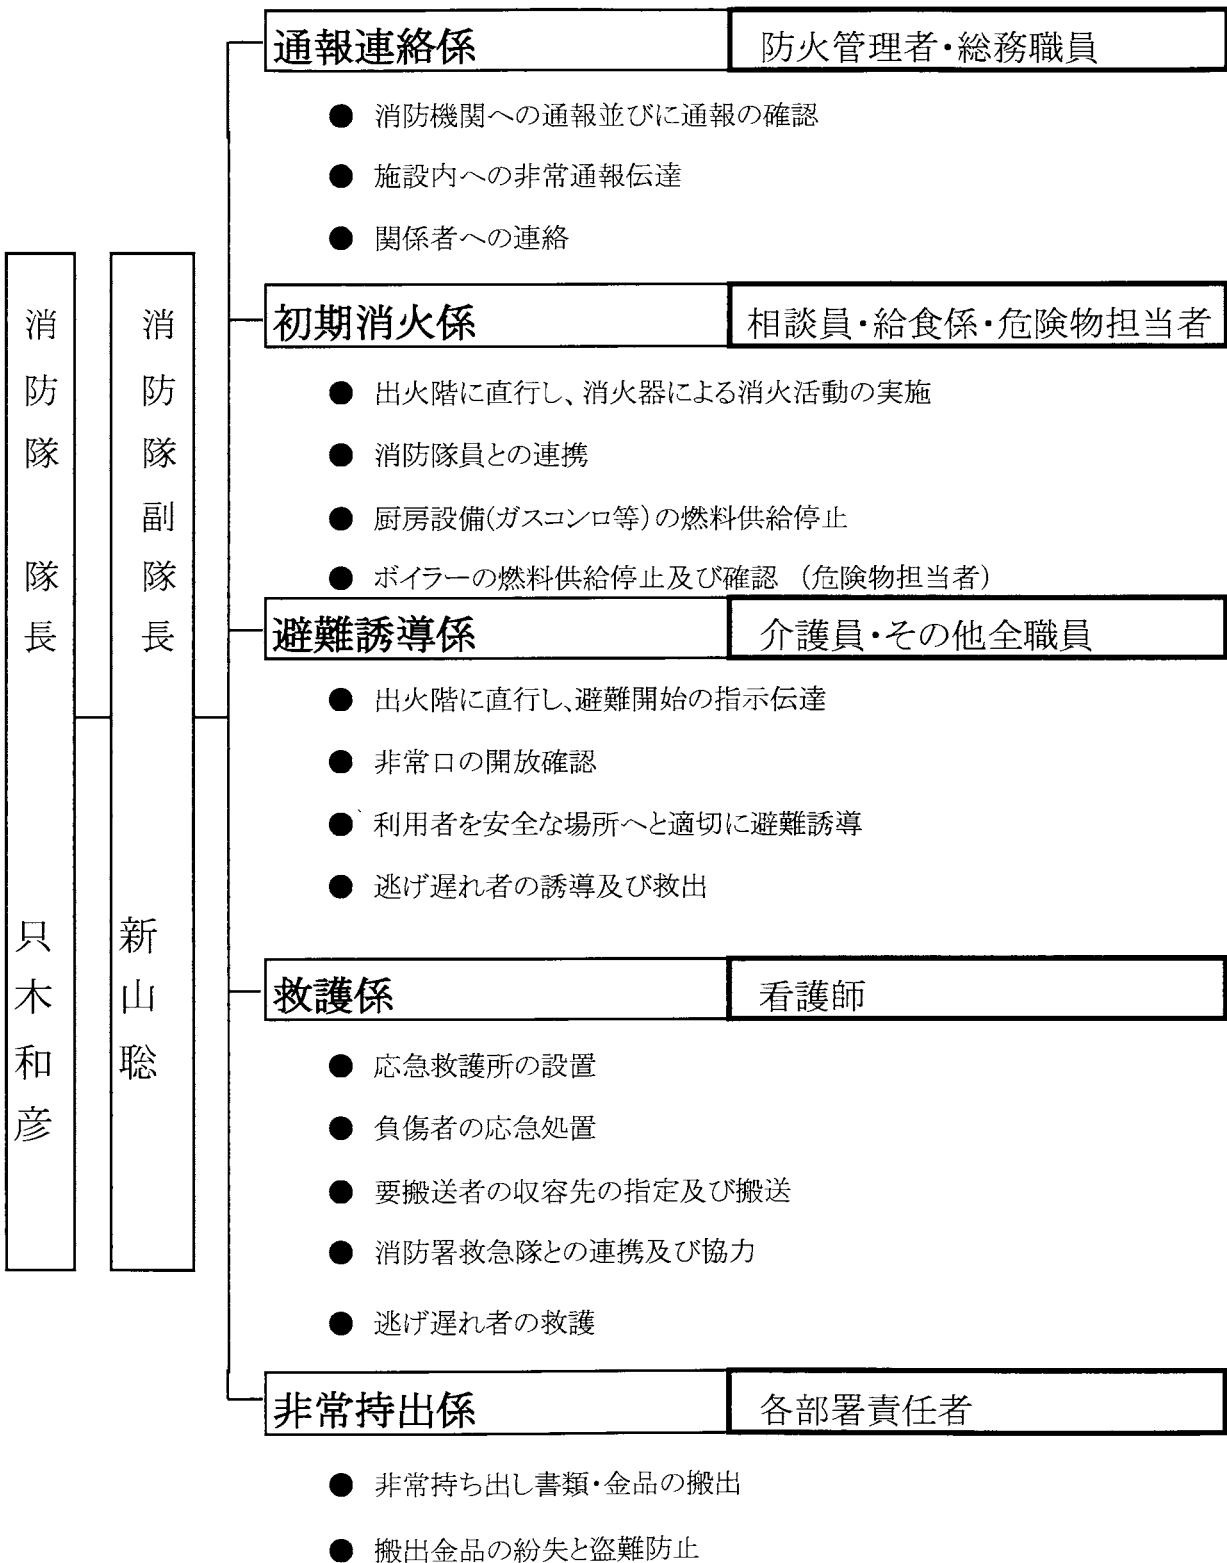 消防隊 隊長 只木和彦
消防隊副隊長 新山聡
通報連絡係 防火管理者・総務職員
● 消防機関への通報並びに通報の確認
● 施設内への非常通報伝達
● 関係者への連絡
初期消火係 相談員・給食係・危険物担当者
● 出火階に直行し、消火器による消火活動の実施
● 消防隊員との連携
● 厨房設備(ガスコンロ等)の燃料供給停止
● ボイラーの燃料供給停止及び確認 (危険物担当者)
避難誘導係 介護員・その他全職員
● 出火階に直行し、避難開始の指示伝達
● 非常口の開放確認
● 利用者を安全な場所へと適切に避難誘導
● 逃げ遅れ者の誘導及び救出
救護係 看護師
● 応急救護所の設置
● 負傷者の応急処置
● 要搬送者の収容先の指定及び搬送
● 消防署救急隊との連携及び協力
● 逃げ遅れ者の救護
非常持出係 各部署責任者
● 非常持ち出し書類・金品の搬出
● 搬出金品の紛失と盗難防止